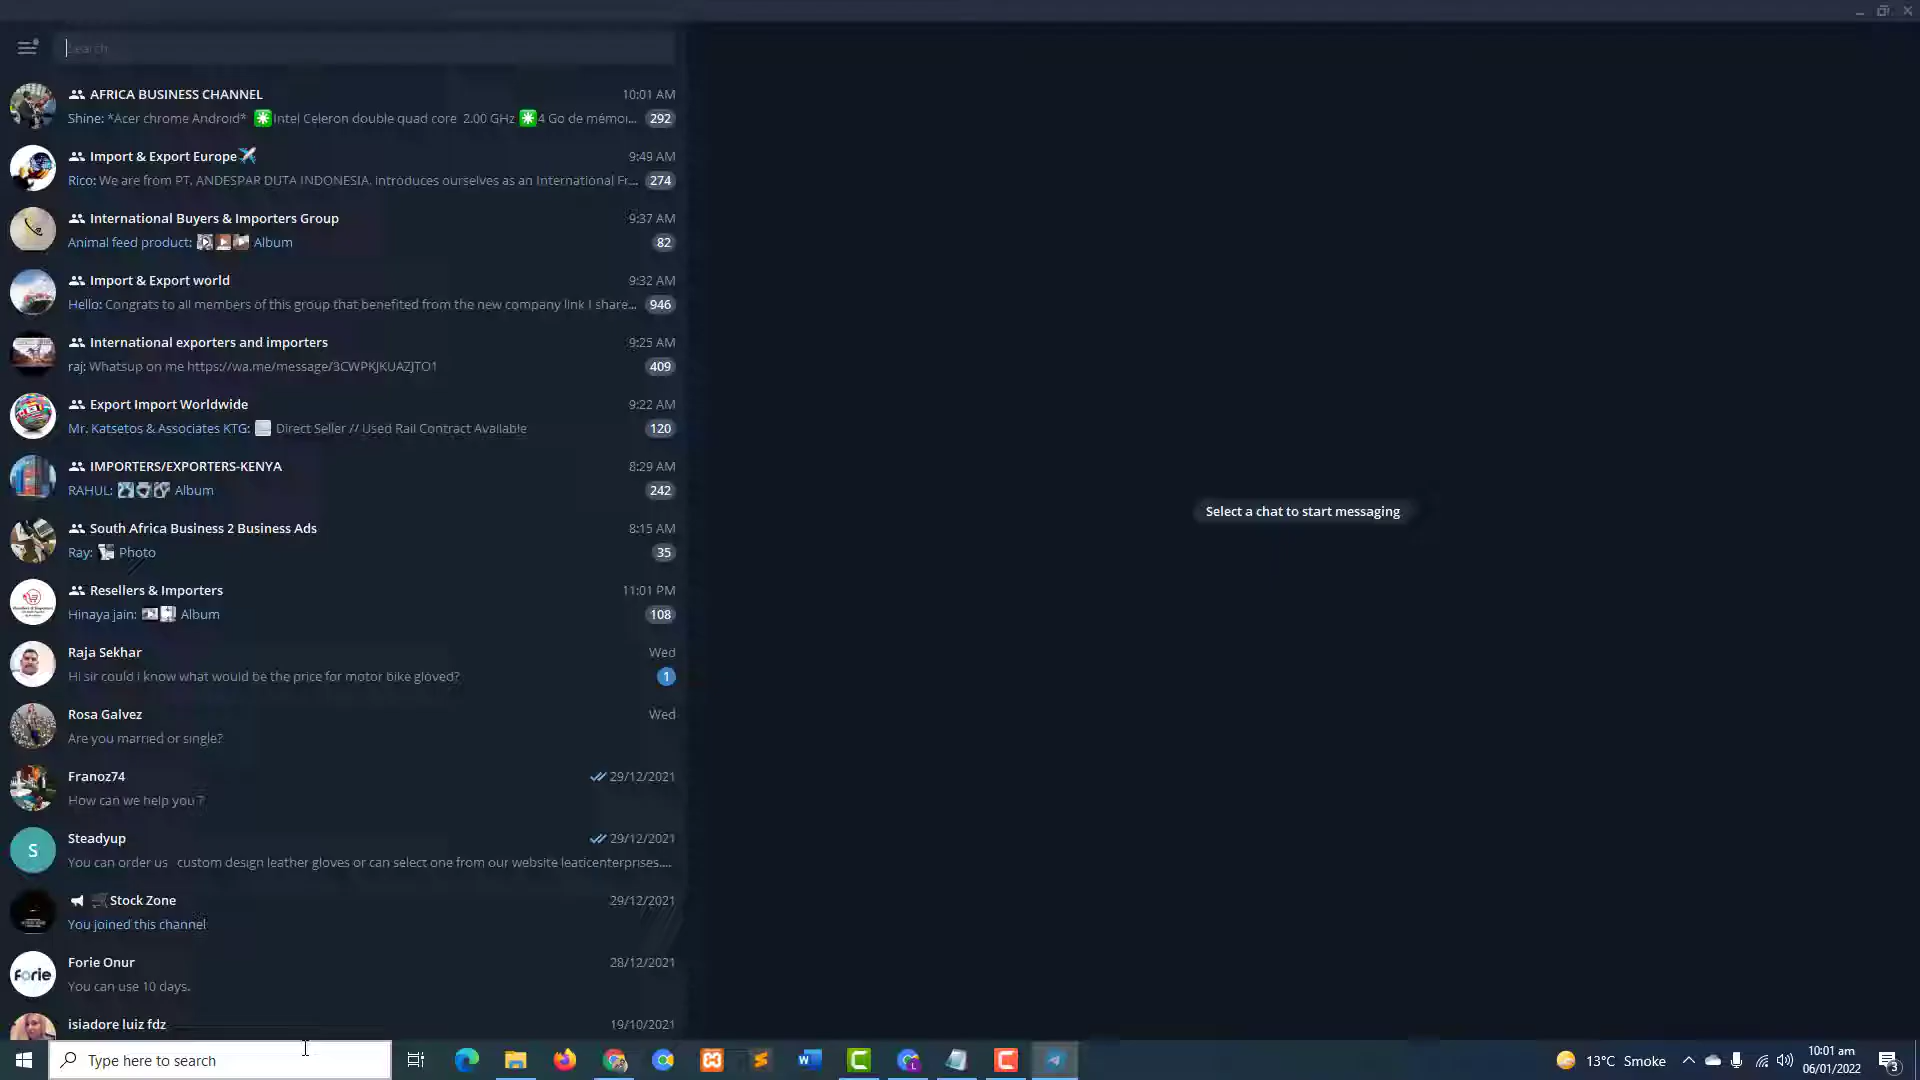 Search
AFRICA BUSINESS CHANNEL 10:01 AM
Shine: *Acer chrome Android* Intel Celeron double quad core 2.00 GHz 4 Go de mémoi... 292
Import & Export Europe 9:49 AM
Rico: We are from PT. ANDESPAR DUTA INDONESIA. introduces ourselves as an International Fr... 274
International Buyers & Importers Group 9:37 AM
Animal feed product: Album 82
Import & Export world 9:32 AM
Hello: Congrats to all members of this group that benefited from the new company link I share... 946
International exporters and importers 9:25 AM
raj: Whatsup on me https://wa.me/message/3CWPKJKUAZJTO1 409
Export Import Worldwide 9:22 AM
Mr. Katsetos & Associates KTG: Direct Seller // Used Rail Contract Available 120
IMPORTERS/EXPORTERS-KENYA 8:29 AM
RAHUL: Album 242
South Africa Business 2 Business Ads 8:15 AM
Ray: Photo 35
Resellers & Importers 11:01 PM
Hinaya jain: Album 108
Raja Sekhar Wed
Hi sir could i know what would be the price for motor bike gloved? 1
Rosa Galvez Wed
Are you married or single?
Franoz74 29/12/2021
How can we help you ?
S Steadyup 29/12/2021
You can order us custom design leather gloves or can select one from our website leaticenterprises....
Stock Zone 29/12/2021
You joined this channel
Forie Onur 28/12/2021
Forie
You can use 10 days.
isiadore luiz fdz 19/10/2021
Select a chat to start messaging
Type here to search
13°C Smoke
10:01 am
06/01/2022
3